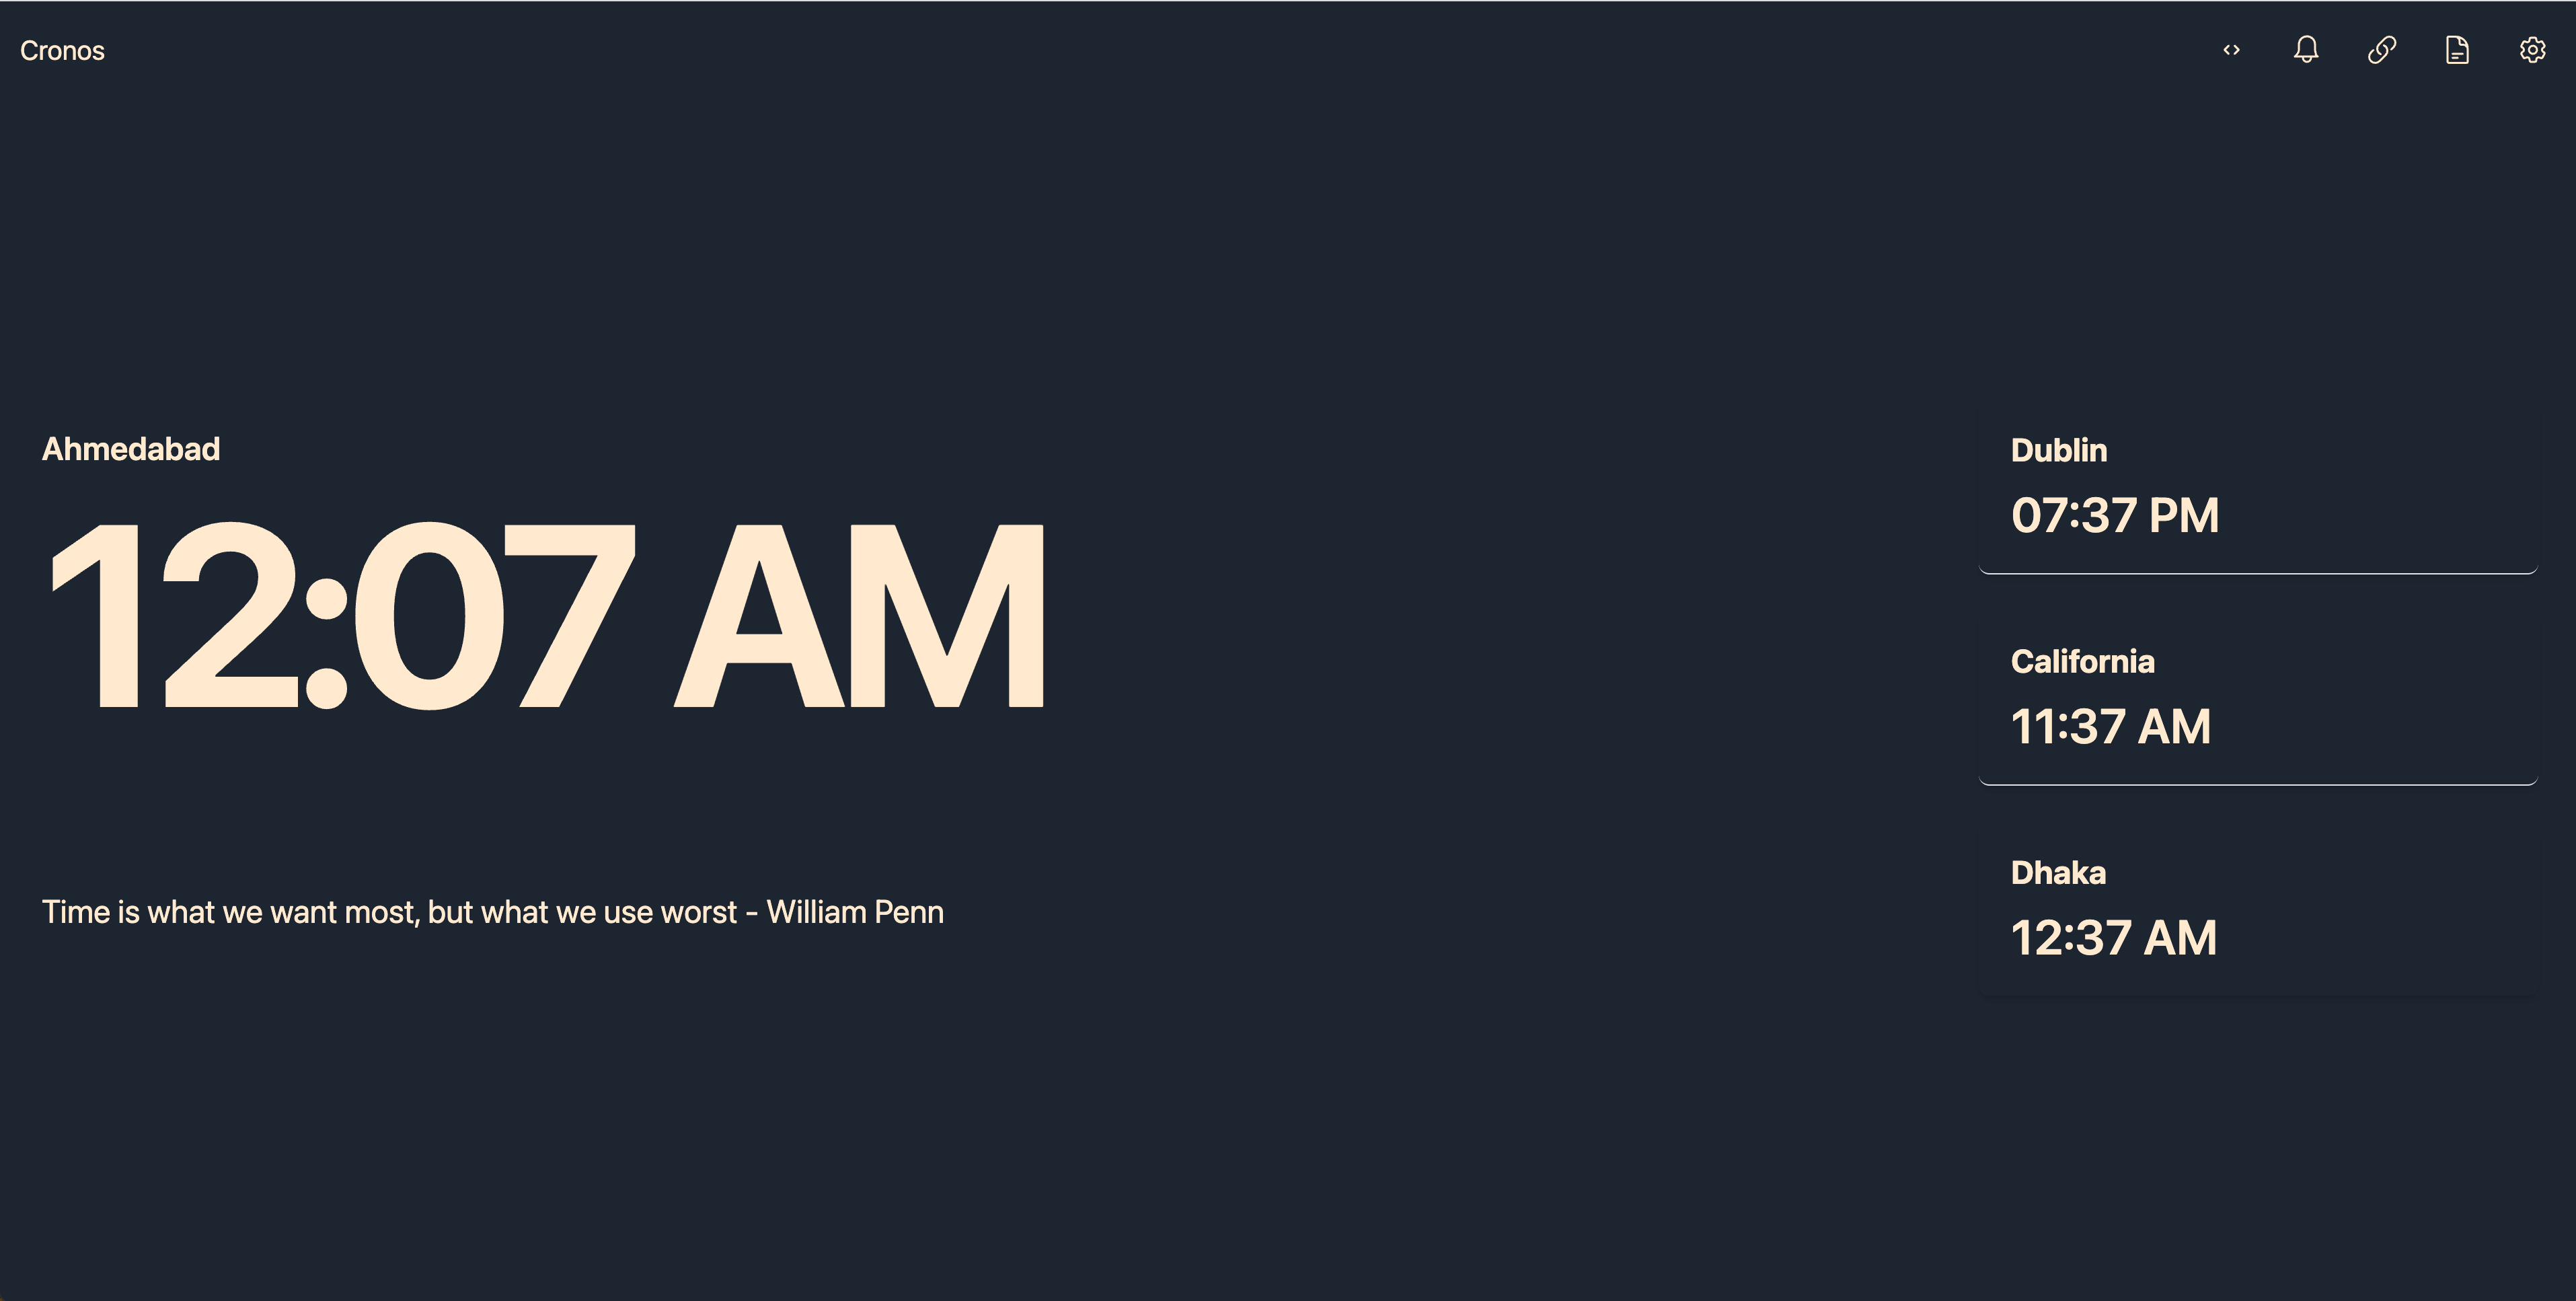 Cronos
Ahmedabad
12:07 AM
Time is what we want most, but what we use worst - William Penn
Dublin
07:37 PM
California
11:37 AM
Dhaka
12:37 AM